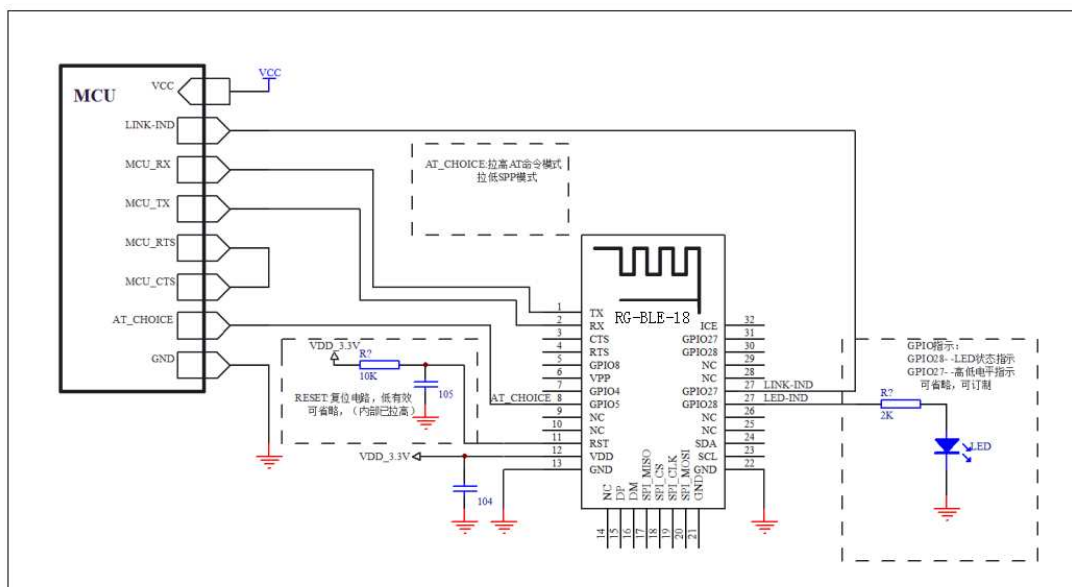 VCC
VCC
MCU
LINK-IND
MCU_RX
MCU_TX
MCU_RTS
MCU_CTS
AT_CHOICE
GND
AT_CHOICE:拉高AT命令模式
拉低SPP模式
VDD_3.3V
R?
10K
105
RESET:复位电路，低有效
可省略，（内部已拉高）
AT_CHOICE
VDD_3.3V
104
RG-BLE-18
1 TX
2 RX
3 CTS
4 RTS
5 GPIO8
6 VPP
7 GPIO4
8 GPIO5
9 NC
10 NC
11 RST
12 VDD
13 GND
14 NC
15 DP
16 DM
17 SPI_MISO
18 SPI_CS
19 SPI_CLK
20 SPI_MOSI
21 GND
ICE 32
GPIO27 31
GPIO28 30
NC 29
NC 28
GPIO27 27
GPIO28 27
NC 26
NC 25
SDA 24
SCL 23
GND 22
LINK-IND
LED-IND
GPIO指示：
GPIO28--LED状态指示
GPIO27--高低电平指示
可省略，可订制
R?
2K
LED